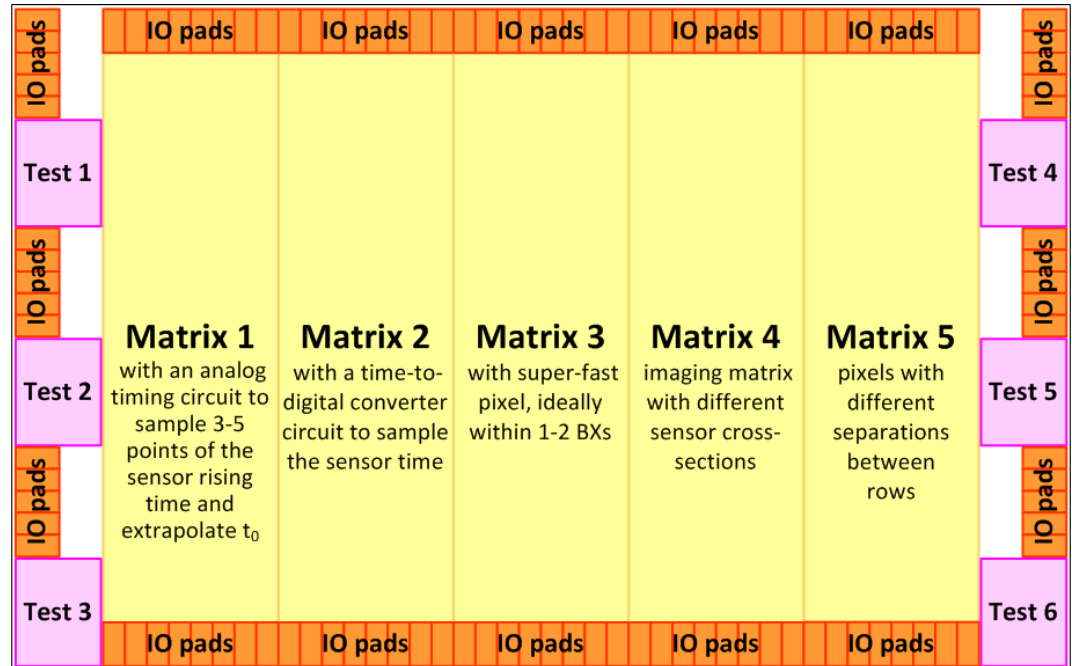 IO pads
IO pads IO pads IO pads IO pads IO pads
IO pads
Test 1
Test 4
IO pads
IO pads
Matrix 1
with an analog
timing circuit to
sample 3-5
points of the
sensor rising
time and
extrapolate t₀
Matrix 2
with a time-to-
digital converter
circuit to sample
the sensor time
Matrix 3
with super-fast
pixel, ideally
within 1-2 BXs
Matrix 4
imaging matrix
with different
sensor cross-
sections
Matrix 5
pixels with
different
separations
between
rows
Test 2
Test 5
IO pads
IO pads
Test 3
Test 6
IO pads IO pads IO pads IO pads IO pads